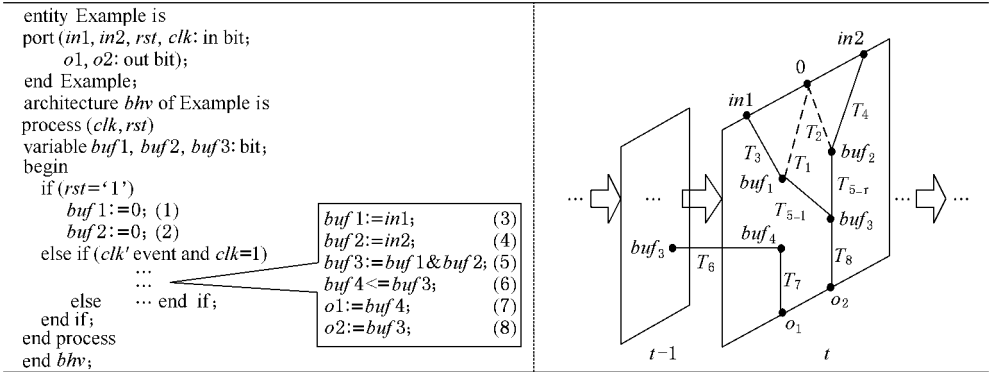 entity Example is
port (in1, in2, rst, clk: in bit;
o1, o2: out bit);
end Example;
architecture bhv of Example is
process (clk, rst)
variable buf1, buf2, buf3: bit;
begin
if (rst=‘1’)
buf1:=0; (1)
buf2:=0; (2)
else if (clk′ event and clk=1)
...
...
else ... end if;
end if;
end process
end bhv;
buf1:=in1; (3)
buf2:=in2; (4)
buf3:=buf1&buf2; (5)
buf4<=buf3; (6)
o1:=buf4; (7)
o2:=buf3; (8)
in2
0
in1
T4
T2
T3
T1
buf2
buf1
T5-r
T5-1
buf3
... ... ... ...
buf3
buf4
T6
T8
T7
o2
o1
t−1
t